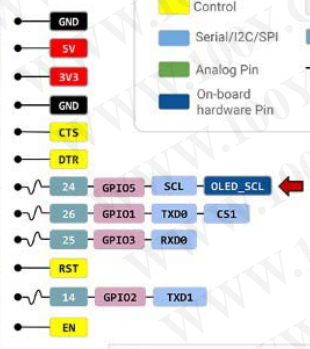 Control
GND
Serial/I2C/SPI
5V
Analog Pin
3V3
On-board
hardware Pin
GND
CTS
DTR
24 GPIO5 SCL OLED_SCL
26 GPIO1 TXD0 CS1
25 GPIO3 RXD0
RST
14 GPIO2 TXD1
EN